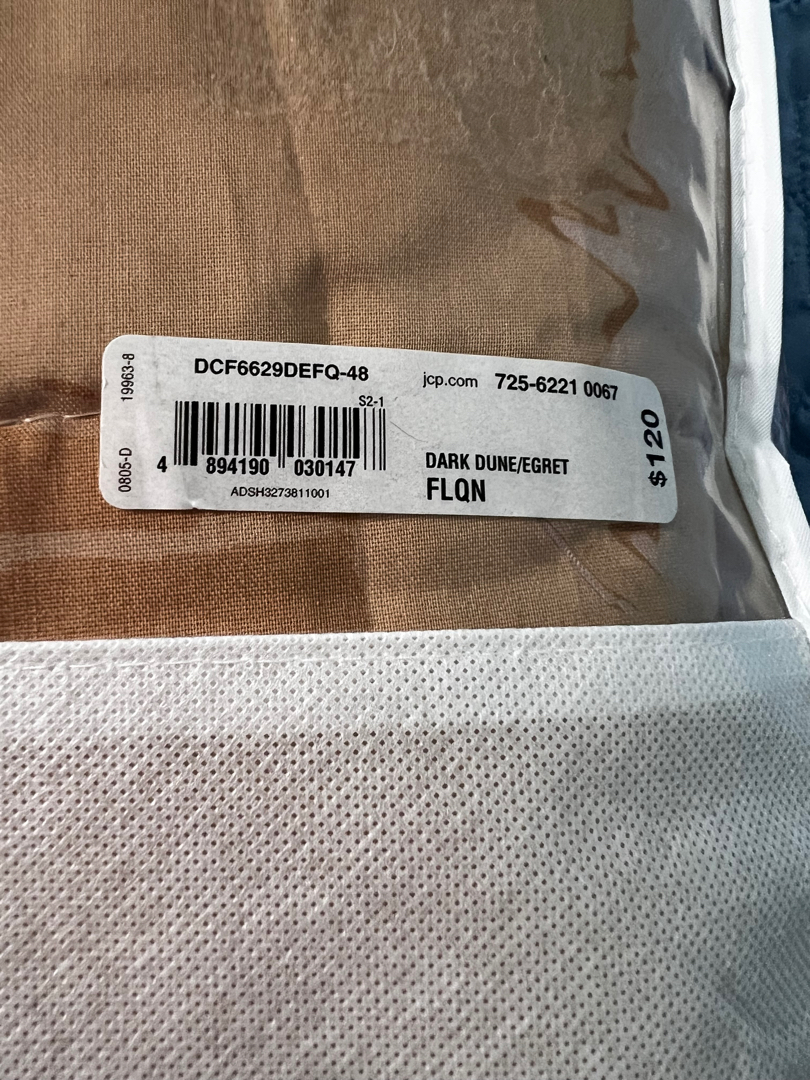 19963-8
0805-D
DCF6629DEFQ-48
jcp.com 725-6221 0067
S2-1
4 894190 030147
ADSH3273811001
DARK DUNE/EGRET
FLQN
$120